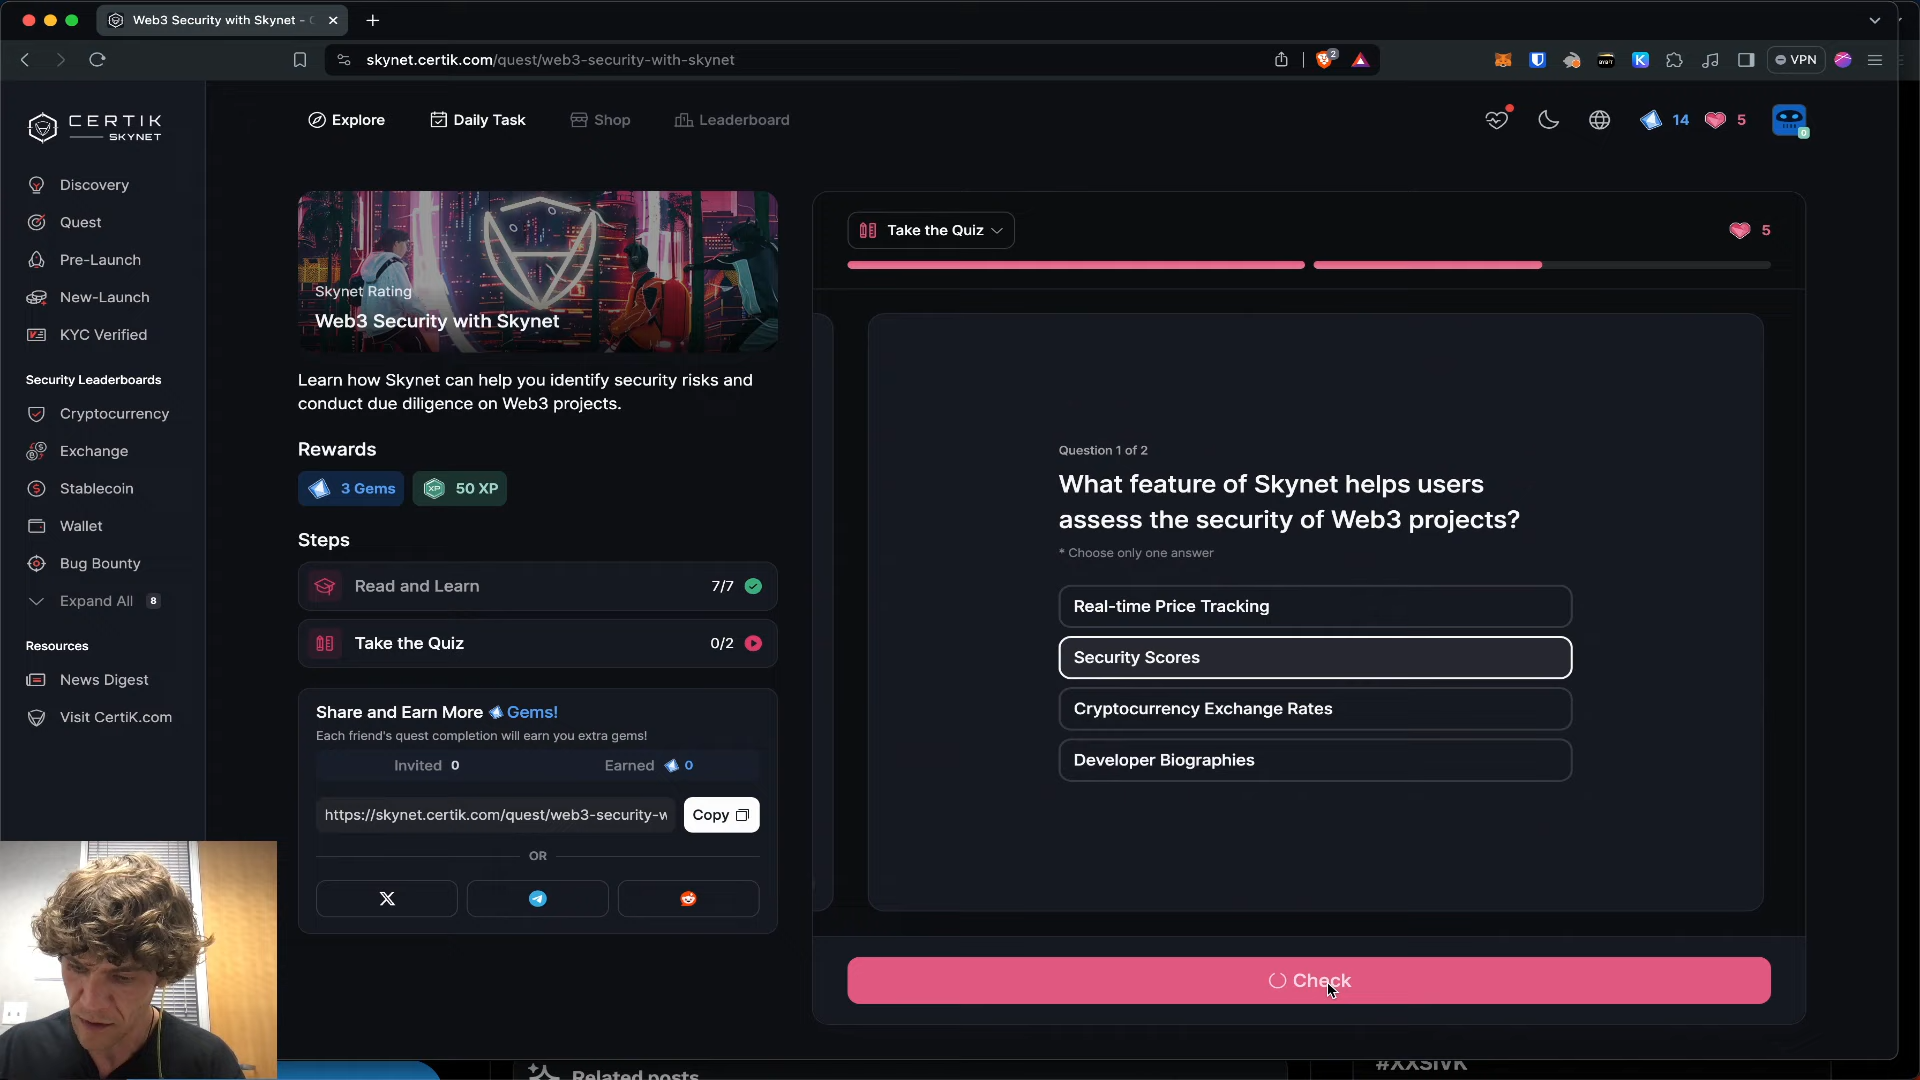 Web3 Security with Skynet - C
skynet.certik.com/quest/web3-security-with-skynet
2
VPN
CERTIK
SKYNET
Explore
Daily Task
Shop
Leaderboard
14
5
0
Discovery
Quest
Pre-Launch
New-Launch
KYC Verified
Security Leaderboards
Cryptocurrency
Exchange
Stablecoin
Wallet
Bug Bounty
Expand All 8
Resources
News Digest
Visit CertiK.com
Skynet Rating
Web3 Security with Skynet
Learn how Skynet can help you identify security risks and
conduct due diligence on Web3 projects.
Rewards
3 Gems
XP 50 XP
Steps
Read and Learn 7/7
Take the Quiz 0/2
Share and Earn More Gems!
Each friend's quest completion will earn you extra gems!
Invited 0 Earned 0
https://skynet.certik.com/quest/web3-security-w
Copy
OR
Take the Quiz
5
Question 1 of 2
What feature of Skynet helps users
assess the security of Web3 projects?
* Choose only one answer
Real-time Price Tracking
Security Scores
Cryptocurrency Exchange Rates
Developer Biographies
Check
Related posts
#XXSIVK